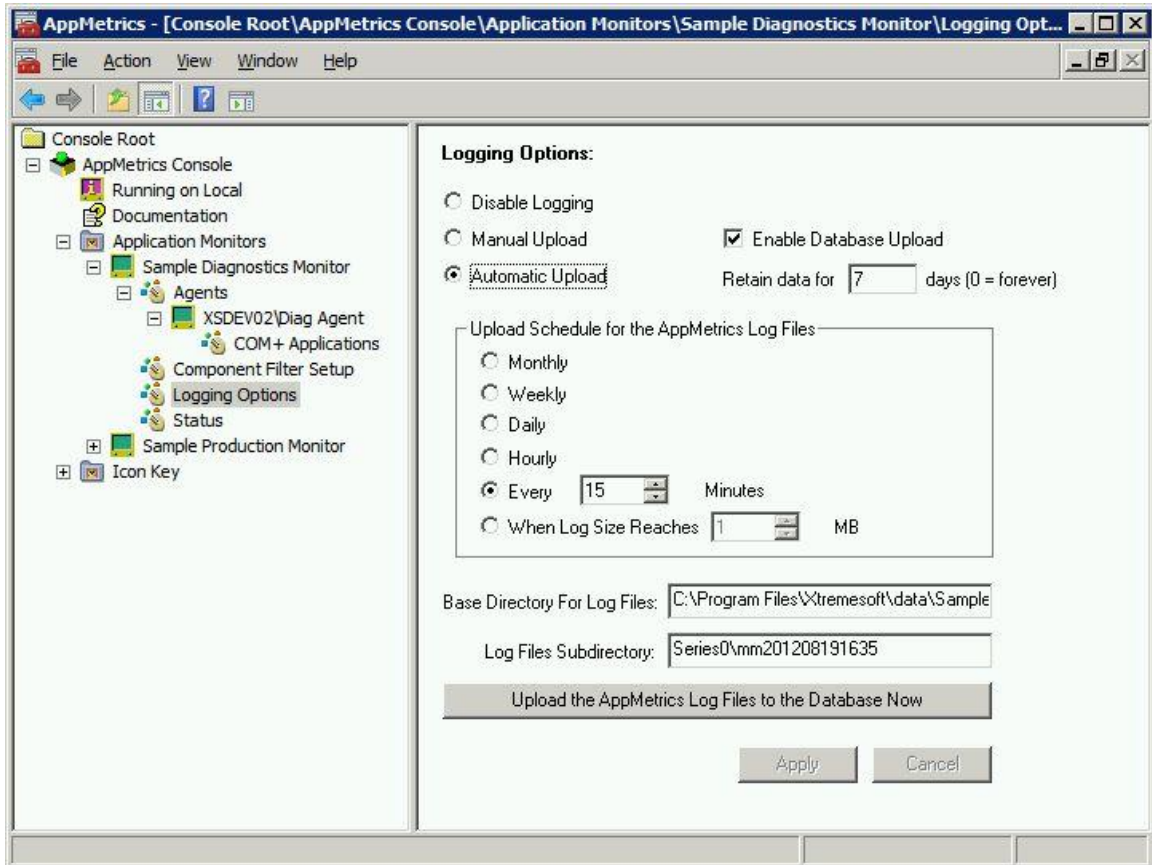 AppMetrics - [Console Root\AppMetrics Console\Application Monitors\Sample Diagnostics Monitor\Logging Opt...
File Action View Window Help
Console Root
AppMetrics Console
Running on Local
Documentation
Application Monitors
Sample Diagnostics Monitor
Agents
XSDEV02\Diag Agent
COM+ Applications
Component Filter Setup
Logging Options
Status
Sample Production Monitor
Icon Key
Logging Options:
Disable Logging
Manual Upload
Enable Database Upload
Automatic Upload
Retain data for 7 days (0 = forever)
Upload Schedule for the AppMetrics Log Files
Monthly
Weekly
Daily
Hourly
Every 15 Minutes
When Log Size Reaches 1 MB
Base Directory For Log Files: C:\Program Files\Xtremesoft\data\Sample
Log Files Subdirectory: Series0\mm201208191635
Upload the AppMetrics Log Files to the Database Now
Apply Cancel